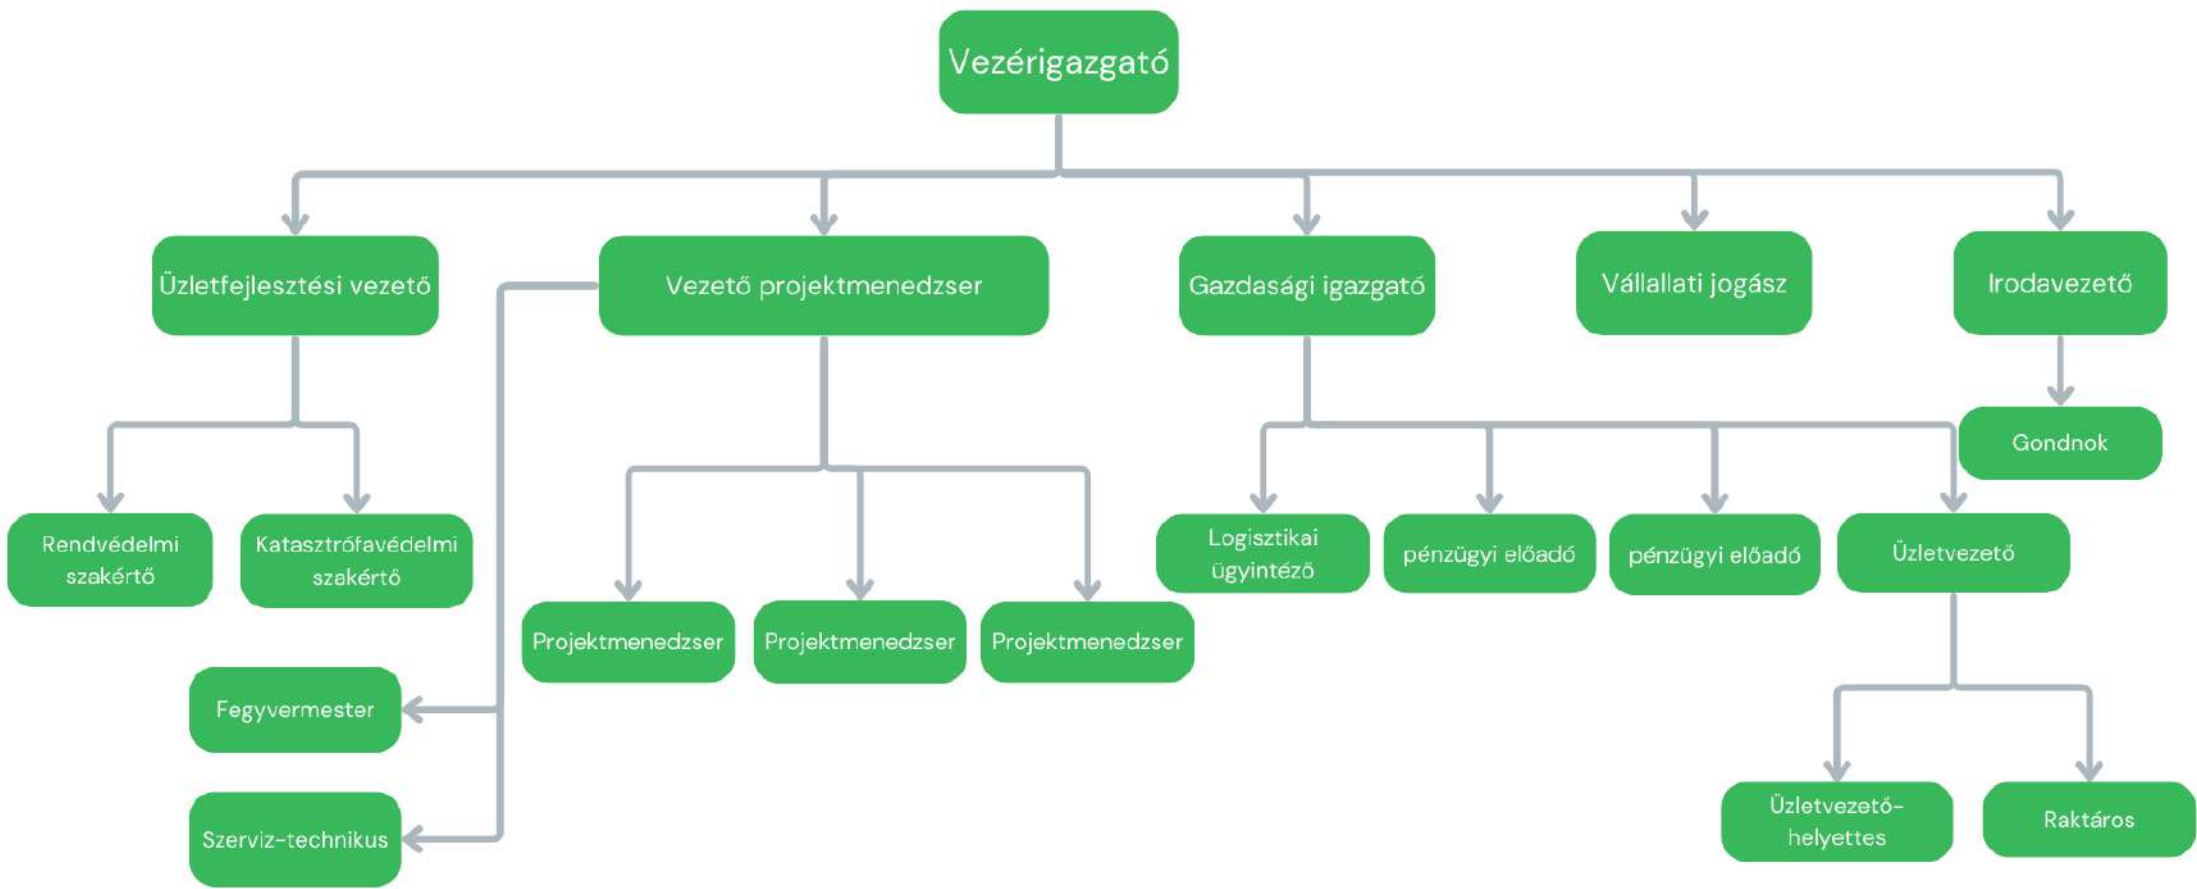 Vezérigazgató
Üzletfejlesztési vezető
Vezető projektmenedzser
Gazdasági igazgató
Vállallati jogász
Irodavezető
Gondnok
Rendvédelmi
szakértő
Katasztrófavédelmi
szakértő
Logisztikai
ügyintéző
pénzügyi előadó
pénzügyi előadó
Üzletvezető
Projektmenedzser
Projektmenedzser
Projektmenedzser
Fegyvermester
Szerviz-technikus
Üzletvezető-
helyettes
Raktáros